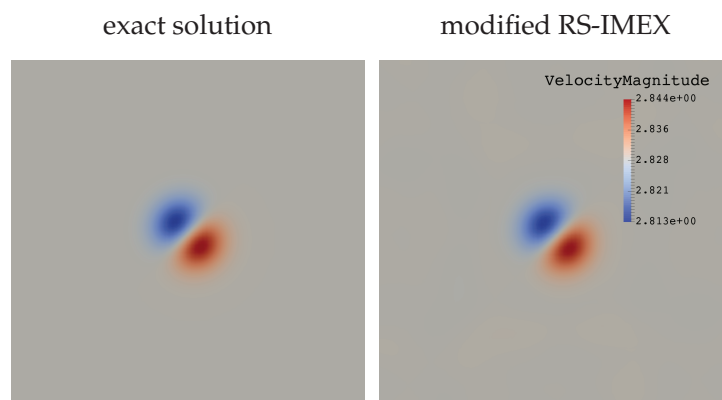 exact solution
modified RS-IMEX
VelocityMagnitude
2.844e+00
2.836
2.828
2.821
2.813e+00